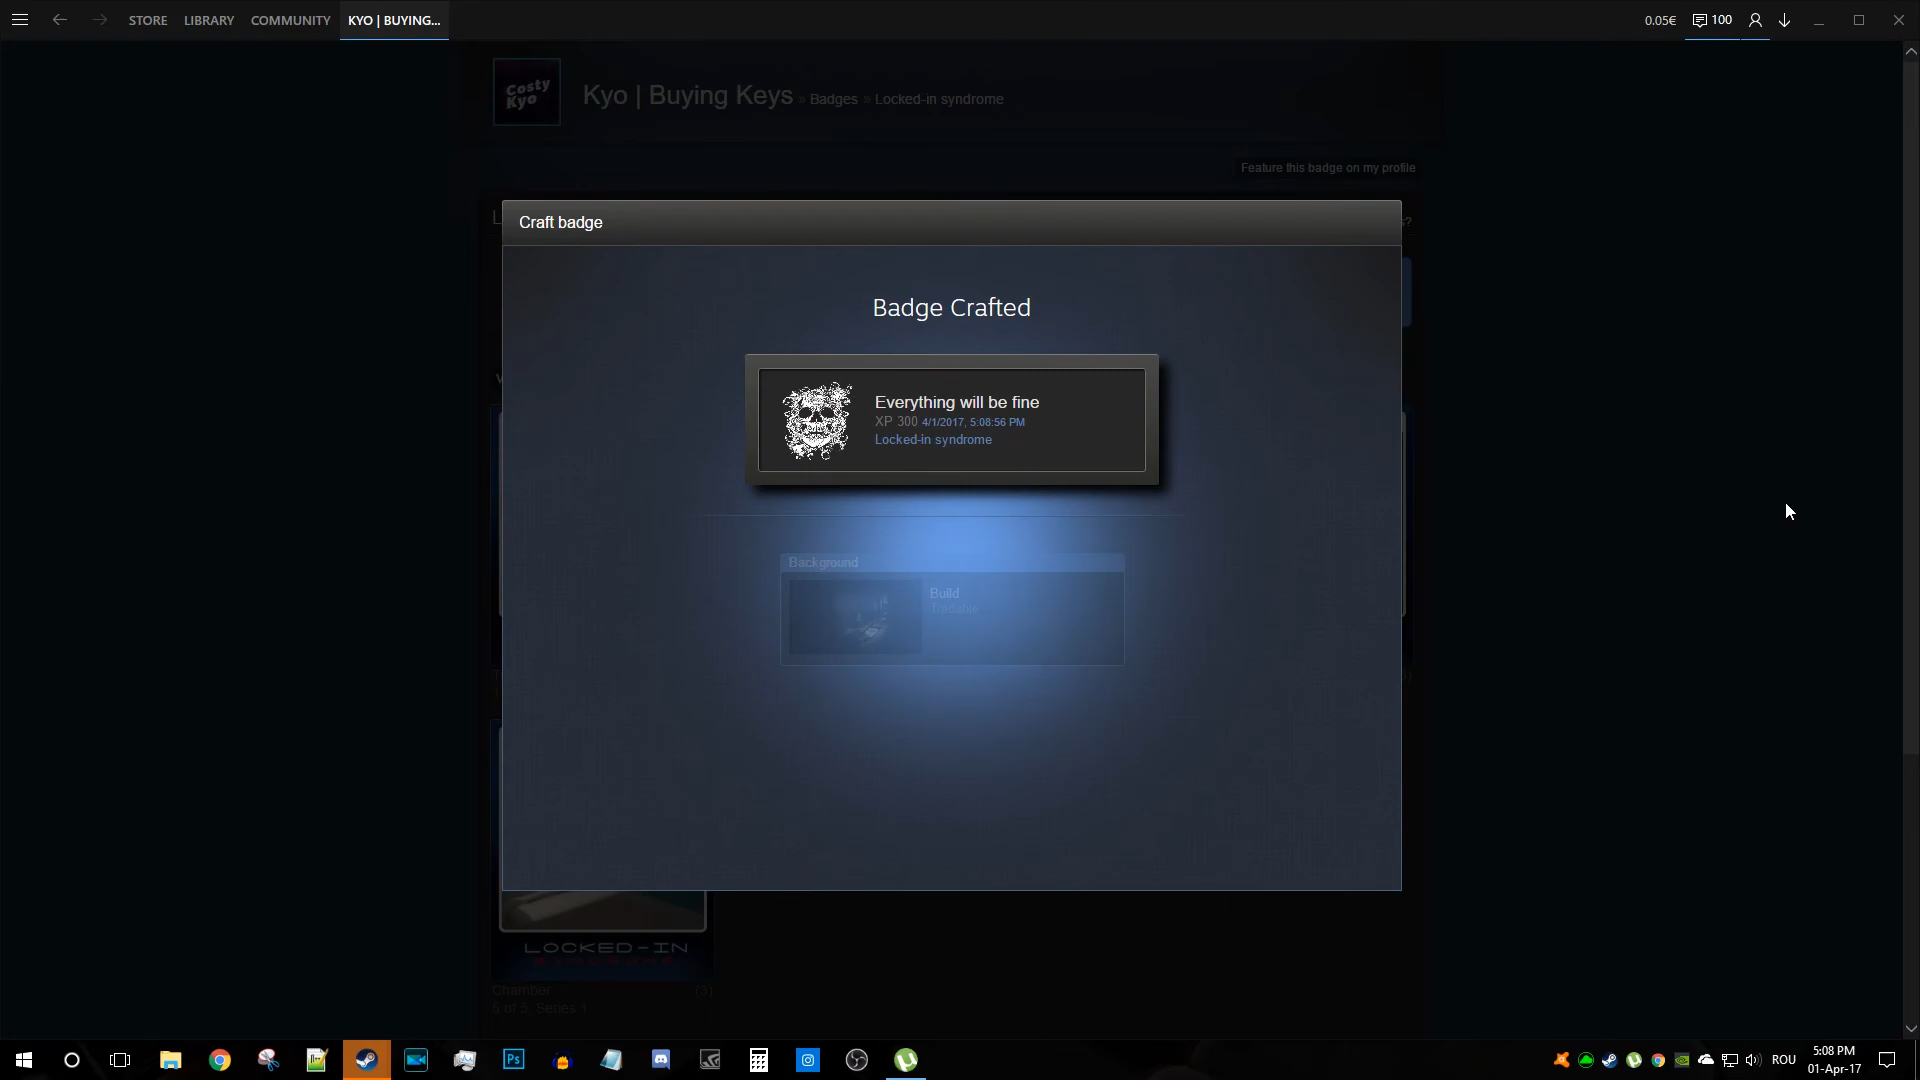 STORE LIBRARY COMMUNITY KYO | BUYING... 0.05€ 100
Costy
Kyo
Kyo | Buying Keys » Badges » Locked-in syndrome
Feature this badge on my profile
Craft badge
Badge Crafted
Everything will be fine
XP 300 4/1/2017, 5:08:56 PM
Locked-in syndrome
Background
Build
Tradable
LOCKED-IN
Chamber (3)
5 of 5, Series 1
Ps
ROU
5:08 PM
01-Apr-17